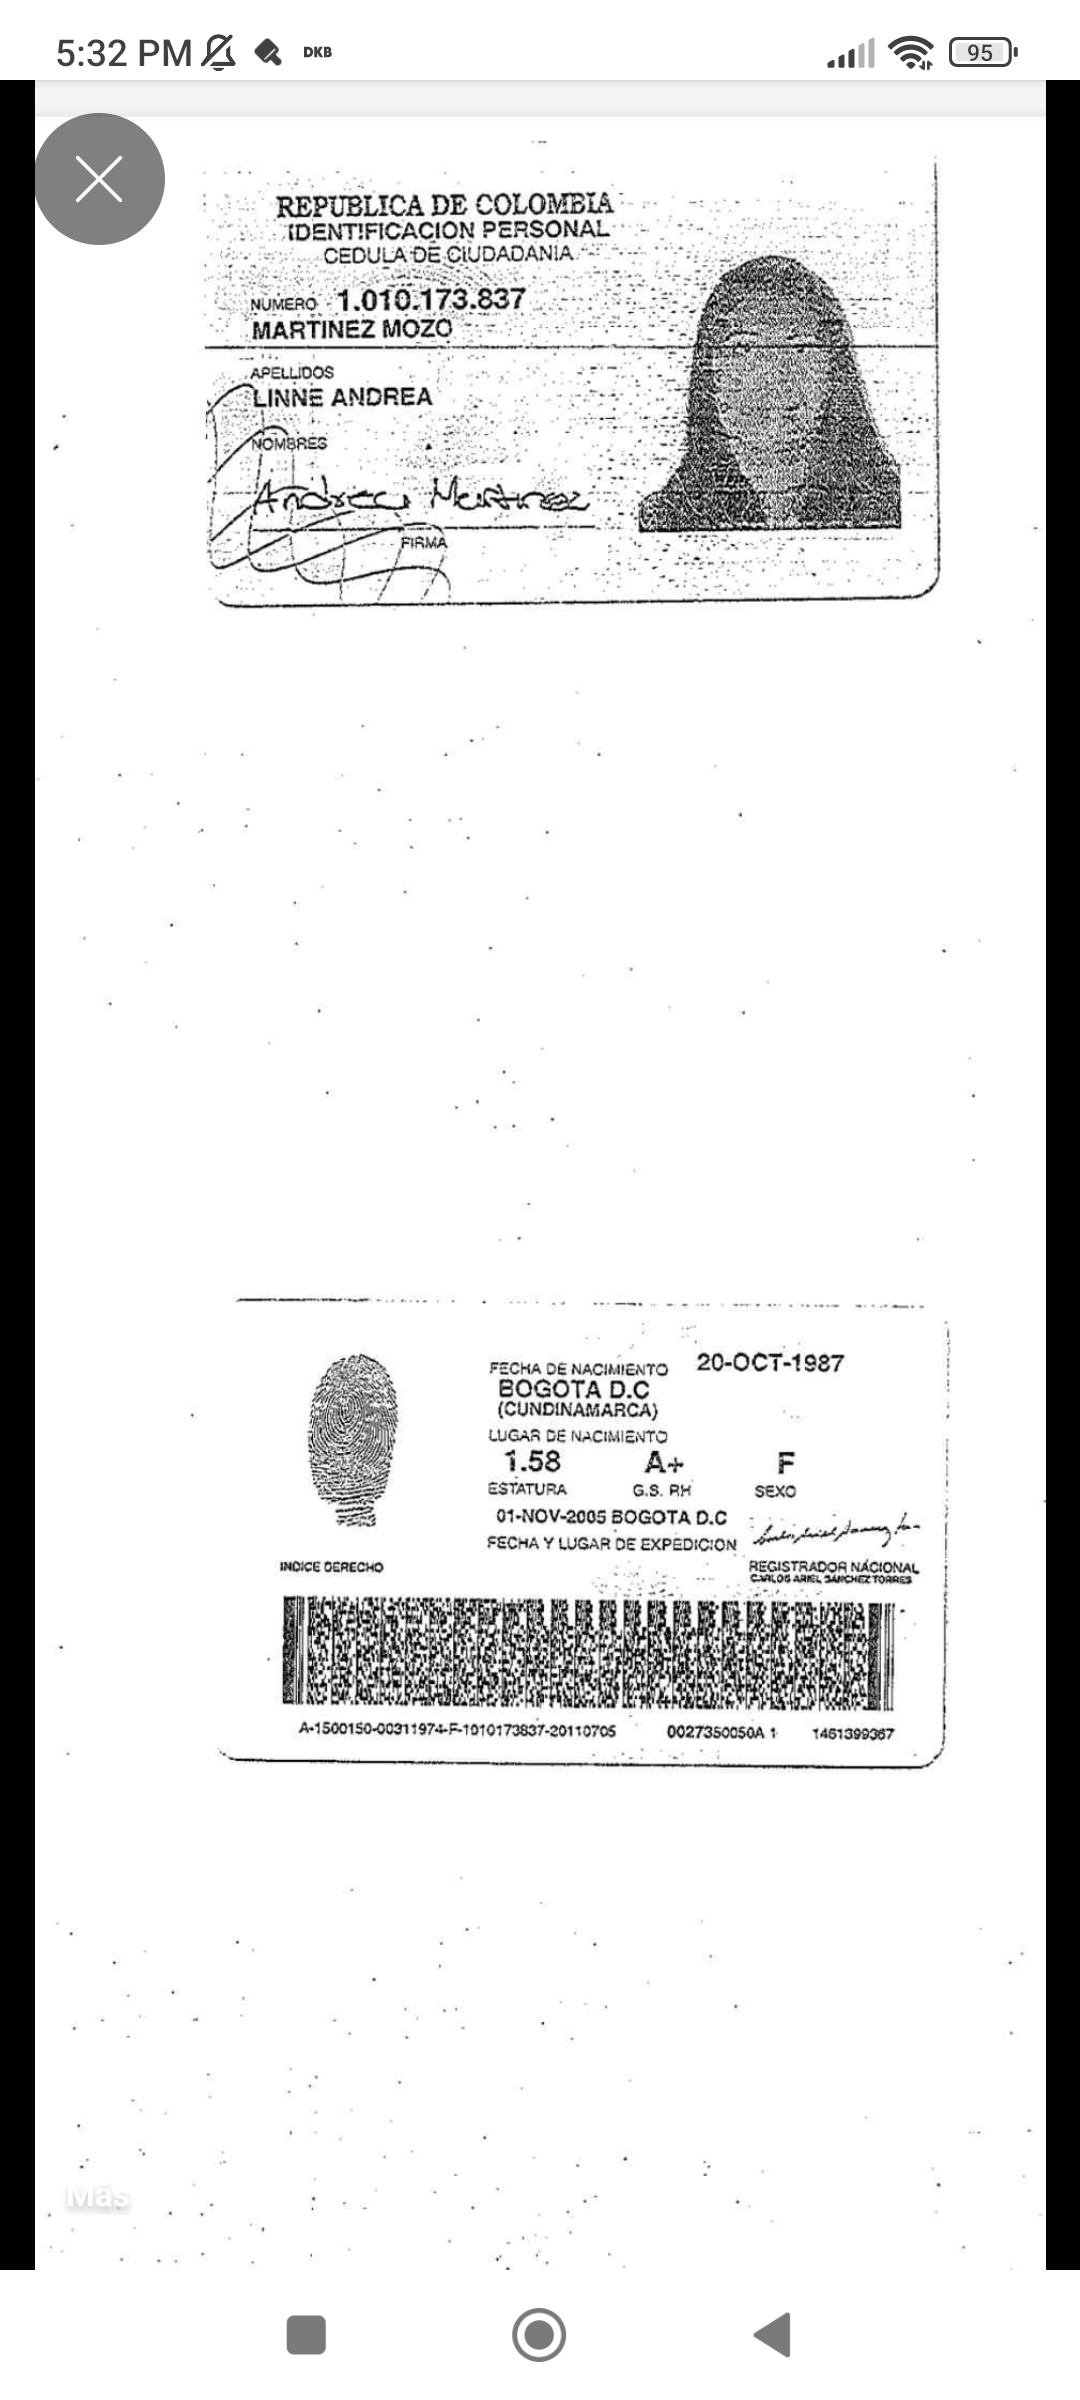 5:32 PM DKB 95
REPUBLICA DE COLOMBIA
IDENTIFICACION PERSONAL
CEDULA DE CIUDADANIA
NUMERO 1.010.173.837
MARTINEZ MOZO
APELLIDOS
LINNE ANDREA
NOMBRES
Andrea Martinez
FIRMA
FECHA DE NACIMIENTO 20-OCT-1987
BOGOTA D.C
(CUNDINAMARCA)
LUGAR DE NACIMIENTO
1.58 A+ F
ESTATURA G.S. RH SEXO
01-NOV-2005 BOGOTA D.C
FECHA Y LUGAR DE EXPEDICION
INDICE DERECHO
REGISTRADOR NACIONAL
CARLOS ARIEL SANCHEZ TORRES
A-1500150-00311974-F-1010173837-20110705 0027350050A 1 1461399367
Más